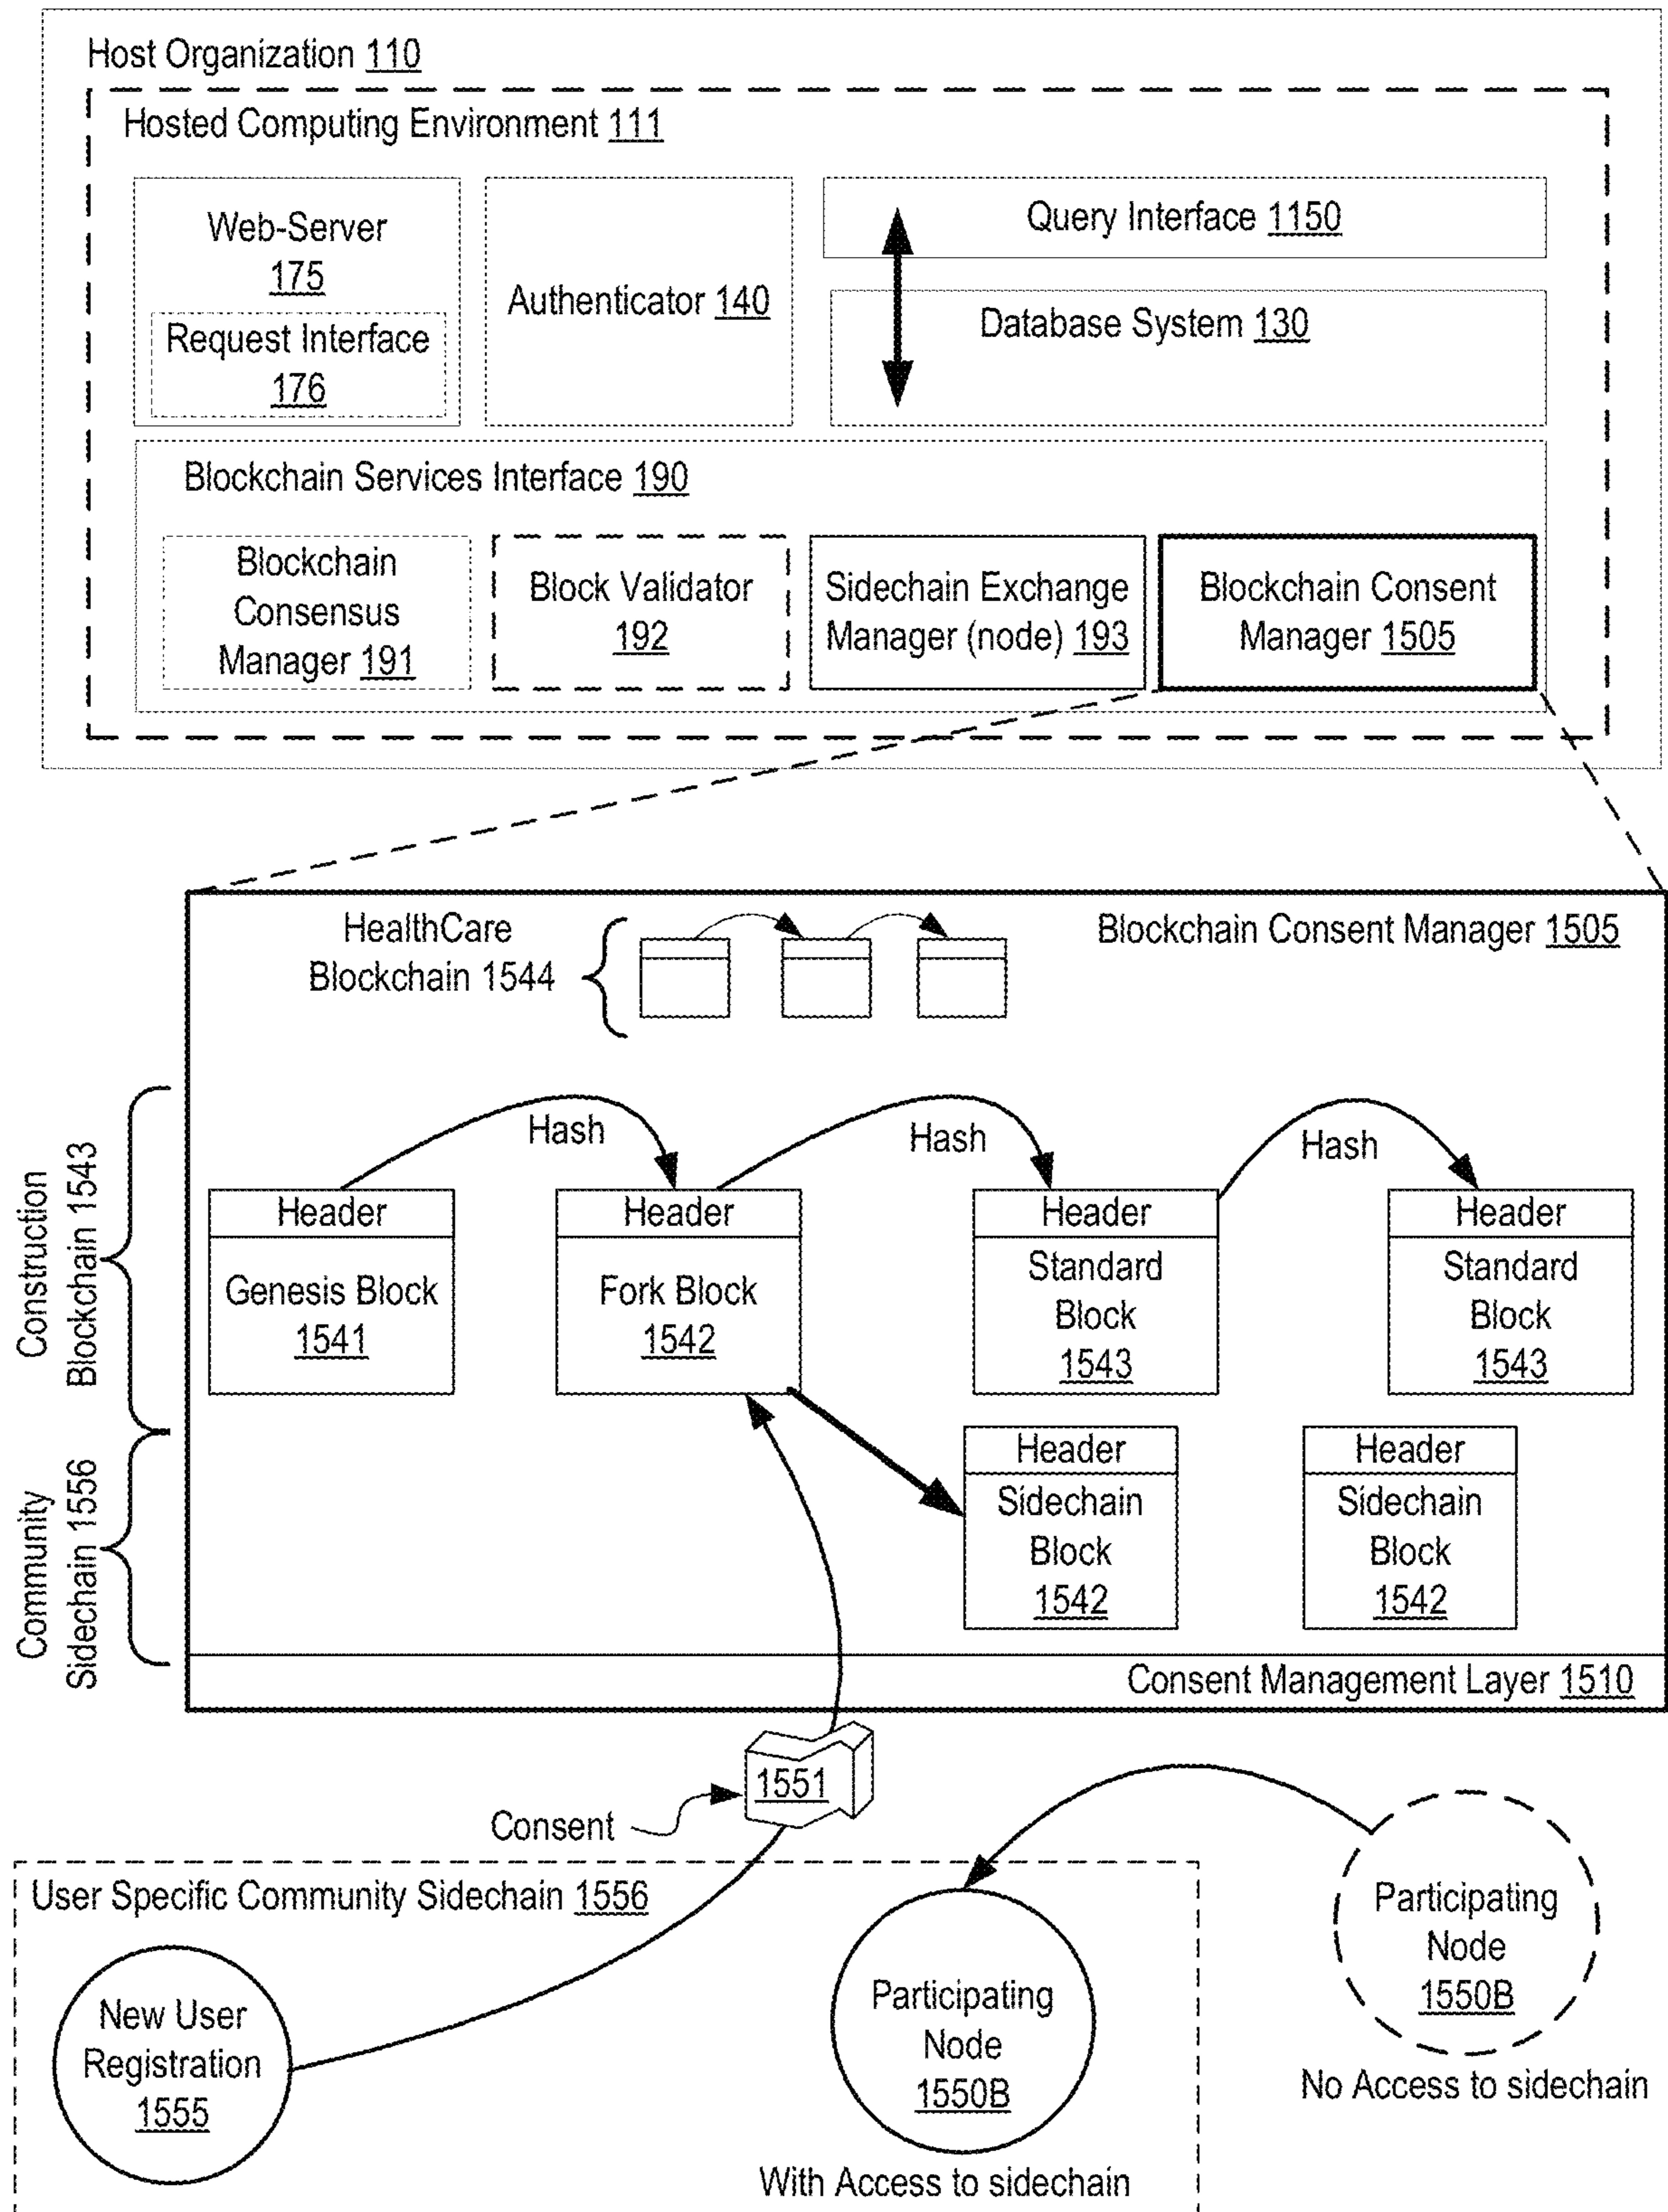 Host Organization 110
Hosted Computing Environment 111
Web-Server
175
Request Interface
176
Authenticator 140
Query Interface 1150
Database System 130
Blockchain Services Interface 190
Blockchain
Consensus
Manager 191
Block Validator
192
Sidechain Exchange
Manager (node) 193
Blockchain Consent
Manager 1505
HealthCare
Blockchain 1544
Blockchain Consent Manager 1505
Construction
Blockchain 1543
Hash
Hash
Hash
Header
Genesis Block
1541
Header
Fork Block
1542
Header
Standard
Block
1543
Header
Standard
Block
1543
Community
Sidechain 1556
Header
Sidechain
Block
1542
Header
Sidechain
Block
1542
Consent Management Layer 1510
1551
Consent
User Specific Community Sidechain 1556
New User
Registration
1555
Participating
Node
1550B
With Access to sidechain
Participating
Node
1550B
No Access to sidechain